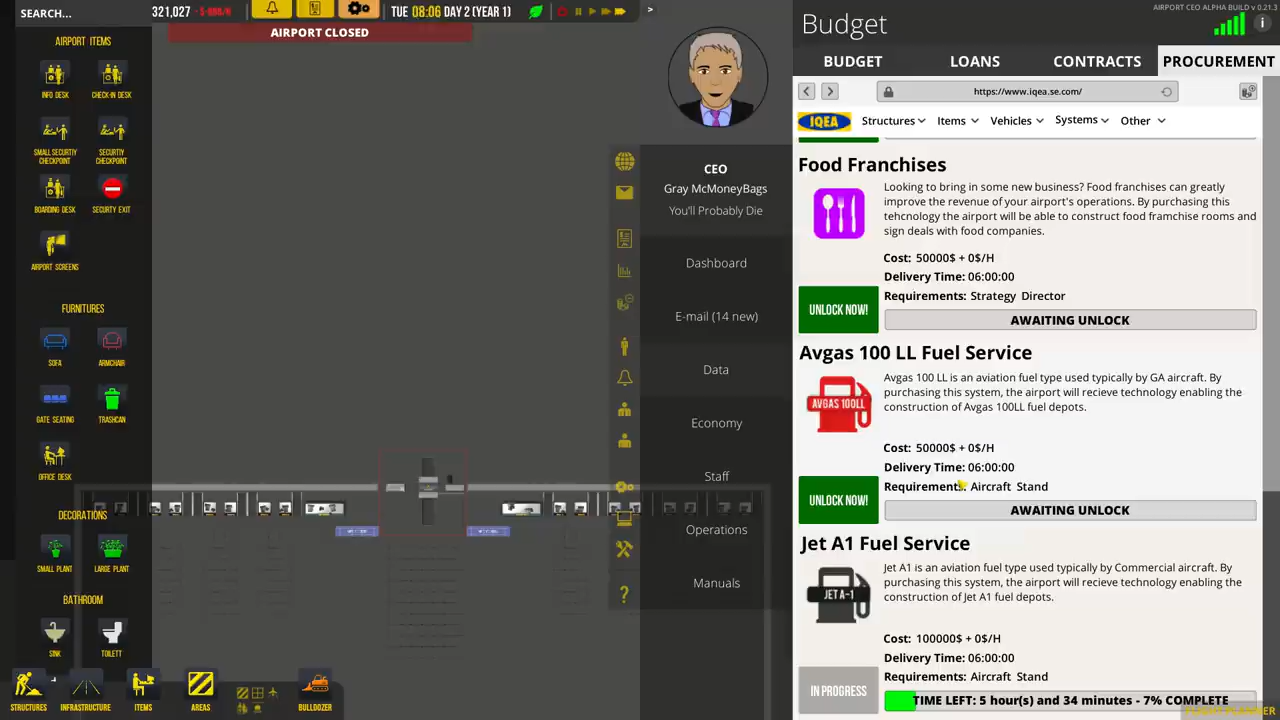 SEARCH...
321,027
TUE 08:06 DAY 2 (YEAR 1)
>
AIRPORT CEO ALPHA BUILD v 0.21.3
AIRPORT CLOSED
Budget
i
BUDGET
LOANS
CONTRACTS
PROCUREMENT
https://www.iqea.se.com/
IQEA
Structures
Items
Vehicles
Systems
Other
AIRPORT ITEMS
INFO DESK
CHECK-IN DESK
SMALL SECURTIY CHECKPOINT
SECURTIY CHECKPOINT
BOARDING DESK
SECURTY EXIT
AIRPORT SCREENS
FURNITURES
SOFA
ARMCHAIR
GATE SEATING
TRASHCAN
OFFICE DESK
DECORATIONS
SMALL PLANT
LARGE PLANT
BATHROOM
SINK
TOILETT
STRUCTURES
INFRASTRUCTURE
ITEMS
AREAS
BULLDOZER
CEO
Gray McMoneyBags
You'll Probably Die
Dashboard
E-mail (14 new)
Data
Economy
Staff
Operations
Manuals
?
Food Franchises
Looking to bring in some new business? Food franchises can greatly
improve the revenue of your airport's operations. By purchasing this
tehcnology the airport will be able to construct food framchise rooms and
sign deals with food companies.
Cost: 50000$ + 0$/H
Delivery Time: 06:00:00
Requirements: Strategy Director
UNLOCK NOW!
AWAITING UNLOCK
Avgas 100 LL Fuel Service
AVGAS 100LL
Avgas 100 LL is an aviation fuel type used typically by GA aircraft. By
purchasing this system, the airport will recieve technology enabling the
construction of Avgas 100LL fuel depots.
Cost: 50000$ + 0$/H
Delivery Time: 06:00:00
Requirements: Aircraft Stand
UNLOCK NOW!
AWAITING UNLOCK
Jet A1 Fuel Service
JET A-1
Jet A1 is an aviation fuel type used typically by Commercial aircraft. By
purchasing this system, the airport will recieve technology enabling the
construction of Jet A1 fuel depots.
Cost: 100000$ + 0$/H
Delivery Time: 06:00:00
Requirements: Aircraft Stand
IN PROGRESS
TIME LEFT: 5 hour(s) and 34 minutes - 7% COMPLETE
FLIGHT PLANNER